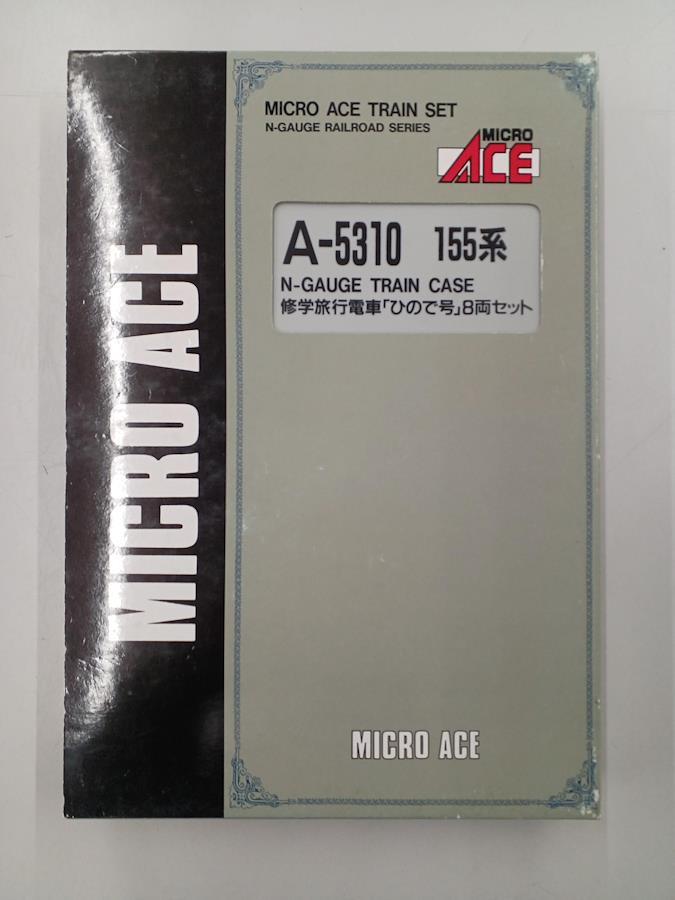 MICRO ACE TRAIN SET
N-GAUGE RAILROAD SERIES
MICRO
ACE
A-5310 155系
N-GAUGE TRAIN CASE
修学旅行電車「ひので号」8両セット
MICRO ACE
MICRO ACE